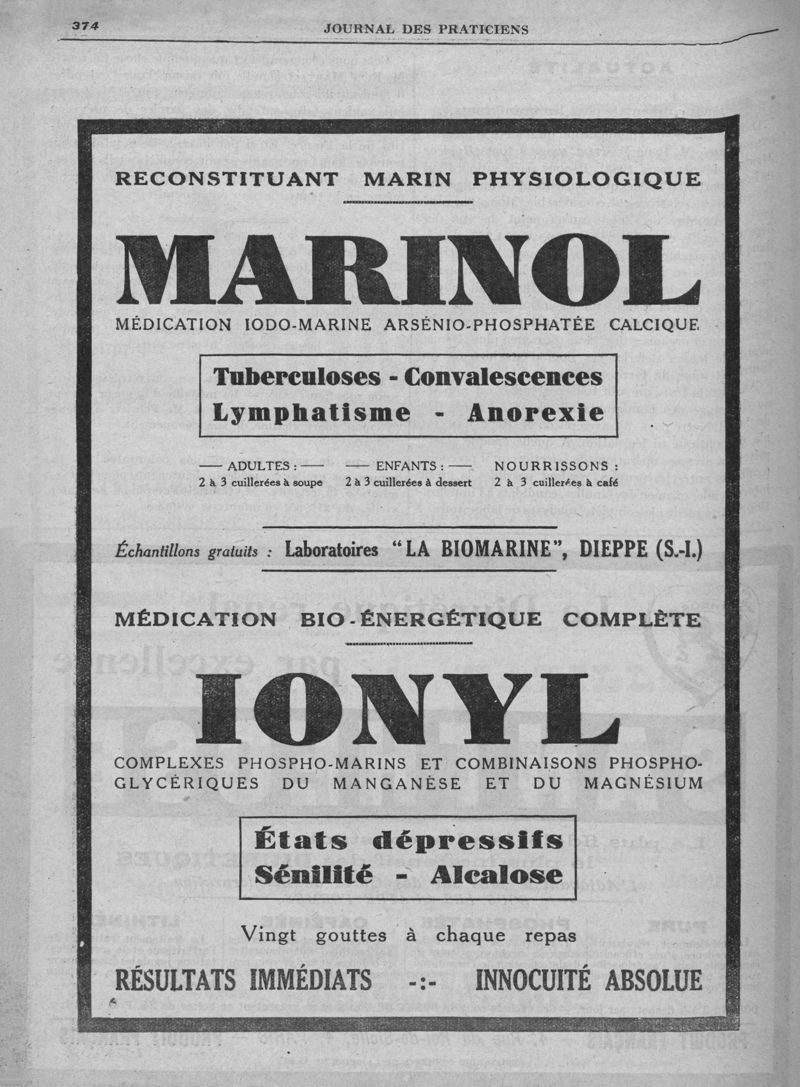 374
JOURNAL DES PRATICIENS
RECONSTITUANT MARIN PHYSIOLOGIQUE
MARINOL
MÉDICATION IODO-MARINE ARSÉNIO-PHOSPHATÉE CALCIQUE
Tuberculoses - Convalescences
Lymphatisme - Anorexie
— ADULTES : — — ENFANTS : — NOURRISSONS :
2 à 3 cuillerées à soupe 2 à 3 cuillerées à dessert 2 à 3 cuillerées à café
Échantillons gratuits : Laboratoires “LA BIOMARINE”, DIEPPE (S.-I.)
MÉDICATION BIO-ÉNERGÉTIQUE COMPLÈTE
IONYL
COMPLEXES PHOSPHO-MARINS ET COMBINAISONS PHOSPHO-
GLYCÉRIQUES DU MANGANÈSE ET DU MAGNÉSIUM
États dépressifs
Sénilité - Alcalose
Vingt gouttes à chaque repas
RÉSULTATS IMMÉDIATS -:- INNOCUITÉ ABSOLUE